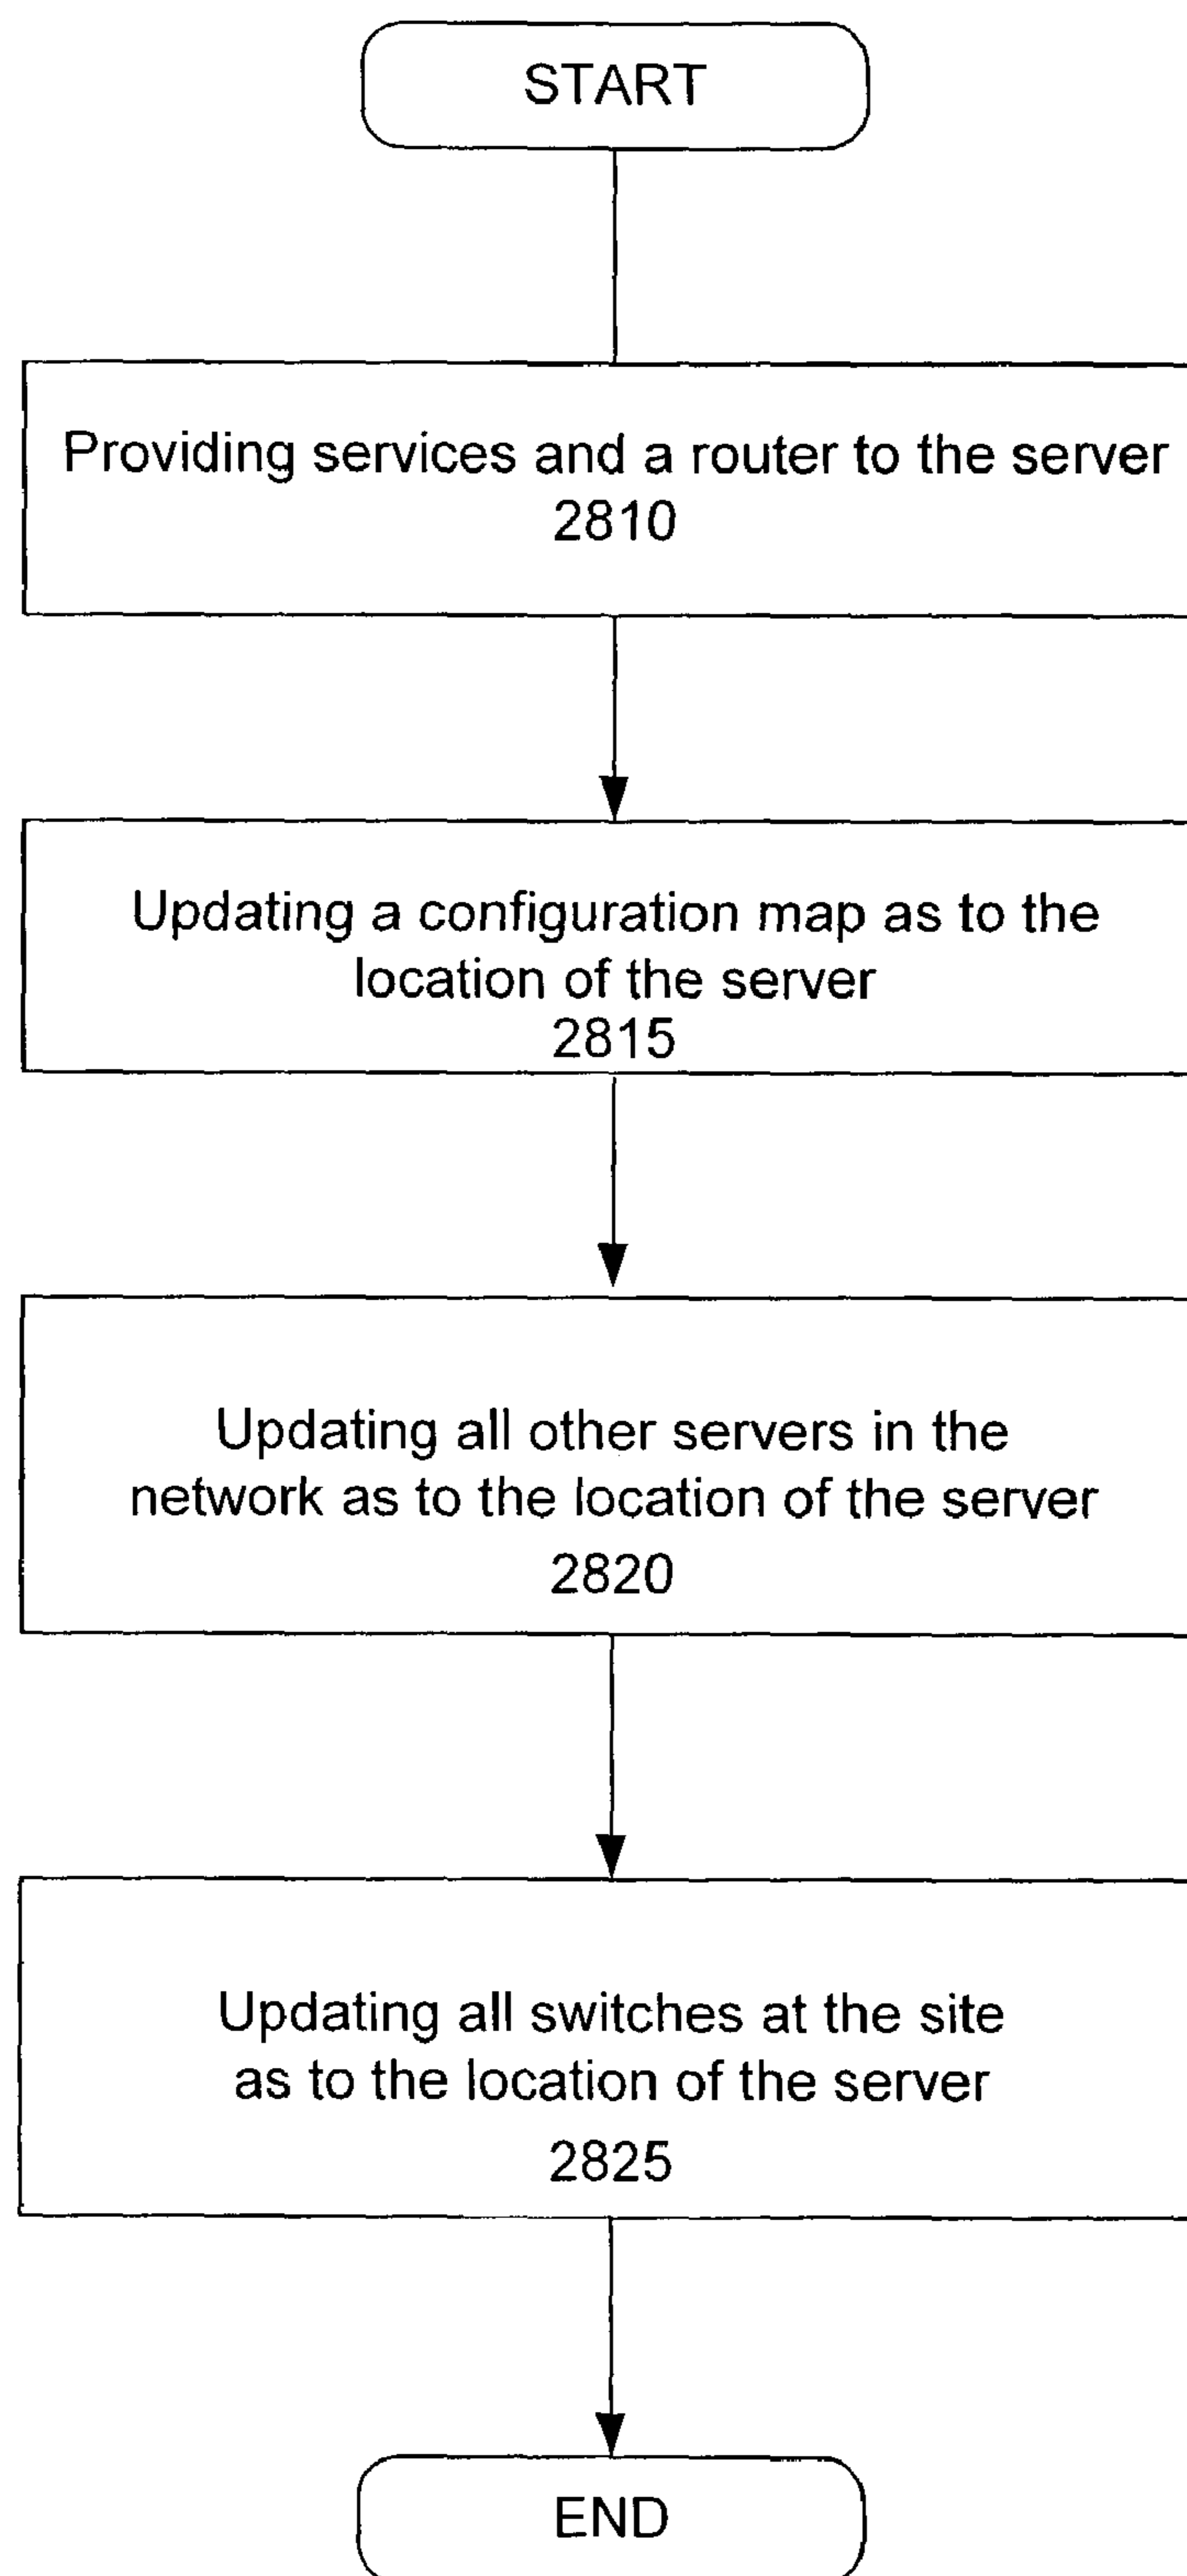 START
Providing services and a router to the server
2810
Updating a configuration map as to the
location of the server
2815
Updating all other servers in the
network as to the location of the server
2820
Updating all switches at the site
as to the location of the server
2825
END